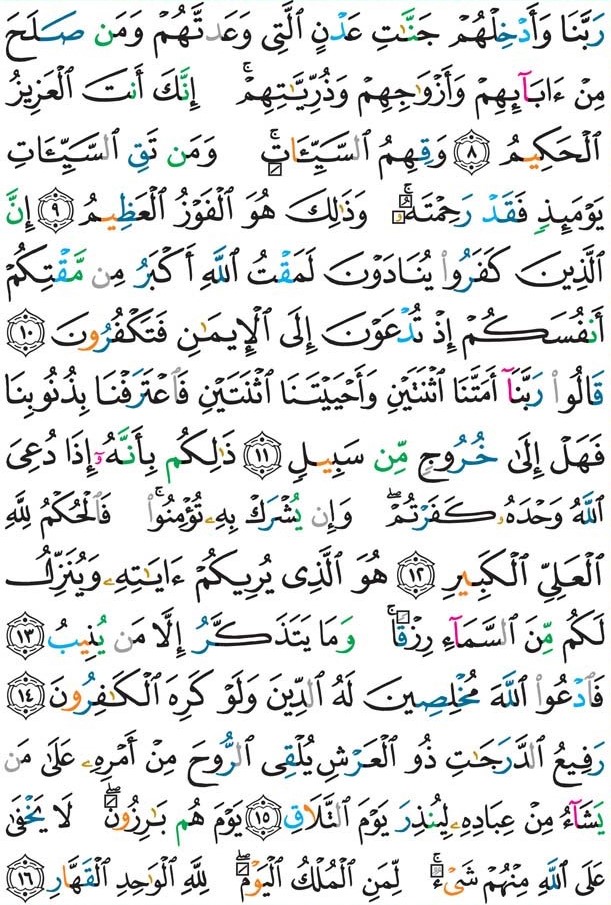 رَبَّنَا وَأَدْخِلْهُمْ جَنَّٰتِ عَدْنٍ ٱلَّتِى وَعَدتَّهُمْ وَمَن صَلَحَ
مِنْ ءَابَآئِهِمْ وَأَزْوَٰجِهِمْ وَذُرِّيَّٰتِهِمْ ۚ إِنَّكَ أَنتَ ٱلْعَزِيزُ
ٱلْحَكِيمُ ٨ وَقِهِمُ ٱلسَّيِّـَٔاتِ ۚ وَمَن تَقِ ٱلسَّيِّـَٔاتِ
يَوْمَئِذٍ فَقَدْ رَحِمْتَهُۥ ۚ وَذَٰلِكَ هُوَ ٱلْفَوْزُ ٱلْعَظِيمُ ٩ إِنَّ
ٱلَّذِينَ كَفَرُوا۟ يُنَادَوْنَ لَمَقْتُ ٱللَّهِ أَكْبَرُ مِن مَّقْتِكُمْ
أَنفُسَكُمْ إِذْ تُدْعَوْنَ إِلَى ٱلْإِيمَٰنِ فَتَكْفُرُونَ ١٠
قَالُوا۟ رَبَّنَآ أَمَتَّنَا ٱثْنَتَيْنِ وَأَحْيَيْتَنَا ٱثْنَتَيْنِ فَٱعْتَرَفْنَا بِذُنُوبِنَا
فَهَلْ إِلَىٰ خُرُوجٍ مِّن سَبِيلٍ ١١ ذَٰلِكُم بِأَنَّهُۥٓ إِذَا دُعِىَ
ٱللَّهُ وَحْدَهُۥ كَفَرْتُمْ ۖ وَإِن يُشْرَكْ بِهِۦ تُؤْمِنُوا۟ ۚ فَٱلْحُكْمُ لِلَّهِ
ٱلْعَلِىِّ ٱلْكَبِيرِ ١٢ هُوَ ٱلَّذِى يُرِيكُمْ ءَايَٰتِهِۦ وَيُنَزِّلُ
لَكُم مِّنَ ٱلسَّمَآءِ رِزْقًا ۚ وَمَا يَتَذَكَّرُ إِلَّا مَن يُنِيبُ ١٣
فَٱدْعُوا۟ ٱللَّهَ مُخْلِصِينَ لَهُ ٱلدِّينَ وَلَوْ كَرِهَ ٱلْكَٰفِرُونَ ١٤
رَفِيعُ ٱلدَّرَجَٰتِ ذُو ٱلْعَرْشِ يُلْقِى ٱلرُّوحَ مِنْ أَمْرِهِۦ عَلَىٰ مَن
يَشَآءُ مِنْ عِبَادِهِۦ لِيُنذِرَ يَوْمَ ٱلتَّلَاقِ ١٥ يَوْمَ هُم بَٰرِزُونَ ۖ لَا يَخْفَىٰ
عَلَى ٱللَّهِ مِنْهُمْ شَىْءٌ ۚ لِّمَنِ ٱلْمُلْكُ ٱلْيَوْمَ ۖ لِلَّهِ ٱلْوَٰحِدِ ٱلْقَهَّارِ ١٦